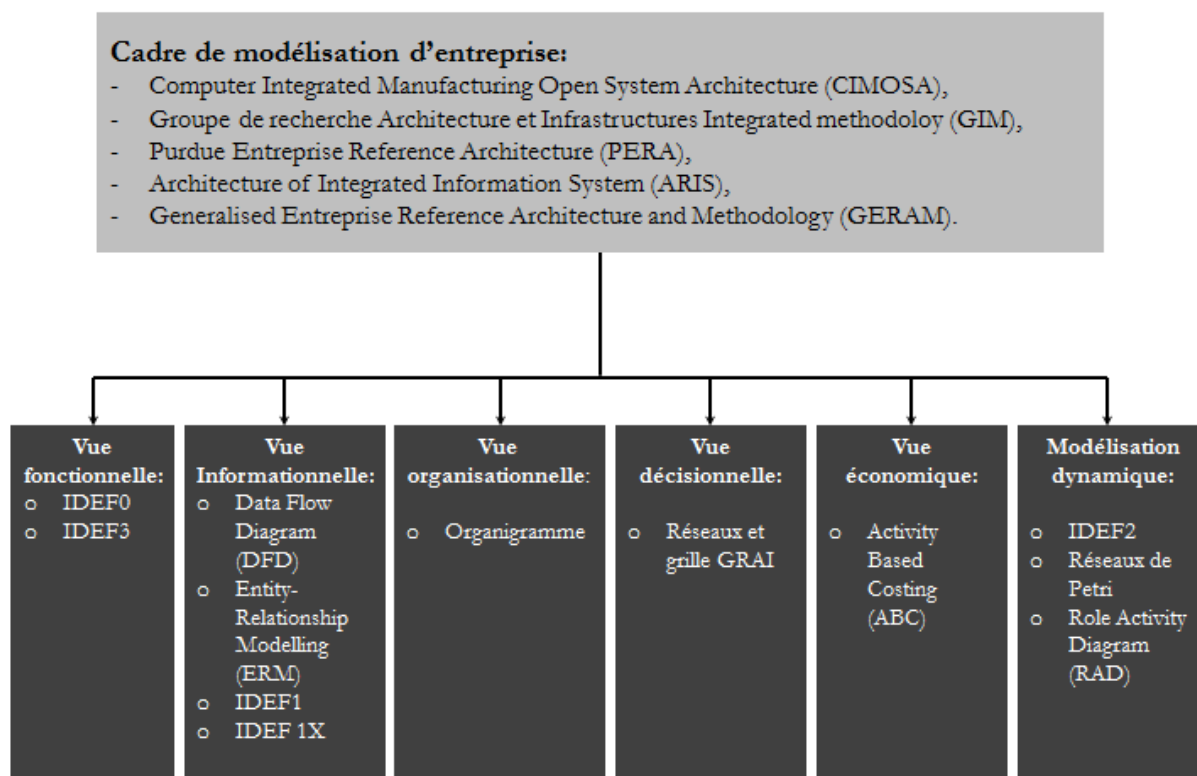 Cadre de modélisation d'entreprise:
- Computer Integrated Manufacturing Open System Architecture (CIMOSA),
- Groupe de recherche Architecture et Infrastructures Integrated methodoloy (GIM),
- Purdue Entreprise Reference Architecture (PERA),
- Architecture of Integrated Information System (ARIS),
- Generalised Entreprise Reference Architecture and Methodology (GERAM).
Vue
fonctionnelle:
o IDEF0
o IDEF3
Vue
Informationnelle:
o Data Flow
Diagram
(DFD)
o Entity-
Relationship
Modelling
(ERM)
o IDEF1
o IDEF 1X
Vue
organisationnelle:
o Organigramme
Vue
décisionnelle:
o Réseaux et
grille GRAI
Vue
économique:
o Activity
Based
Costing
(ABC)
Modélisation
dynamique:
o IDEF2
o Réseaux de
Petri
o Role Activity
Diagram
(RAD)